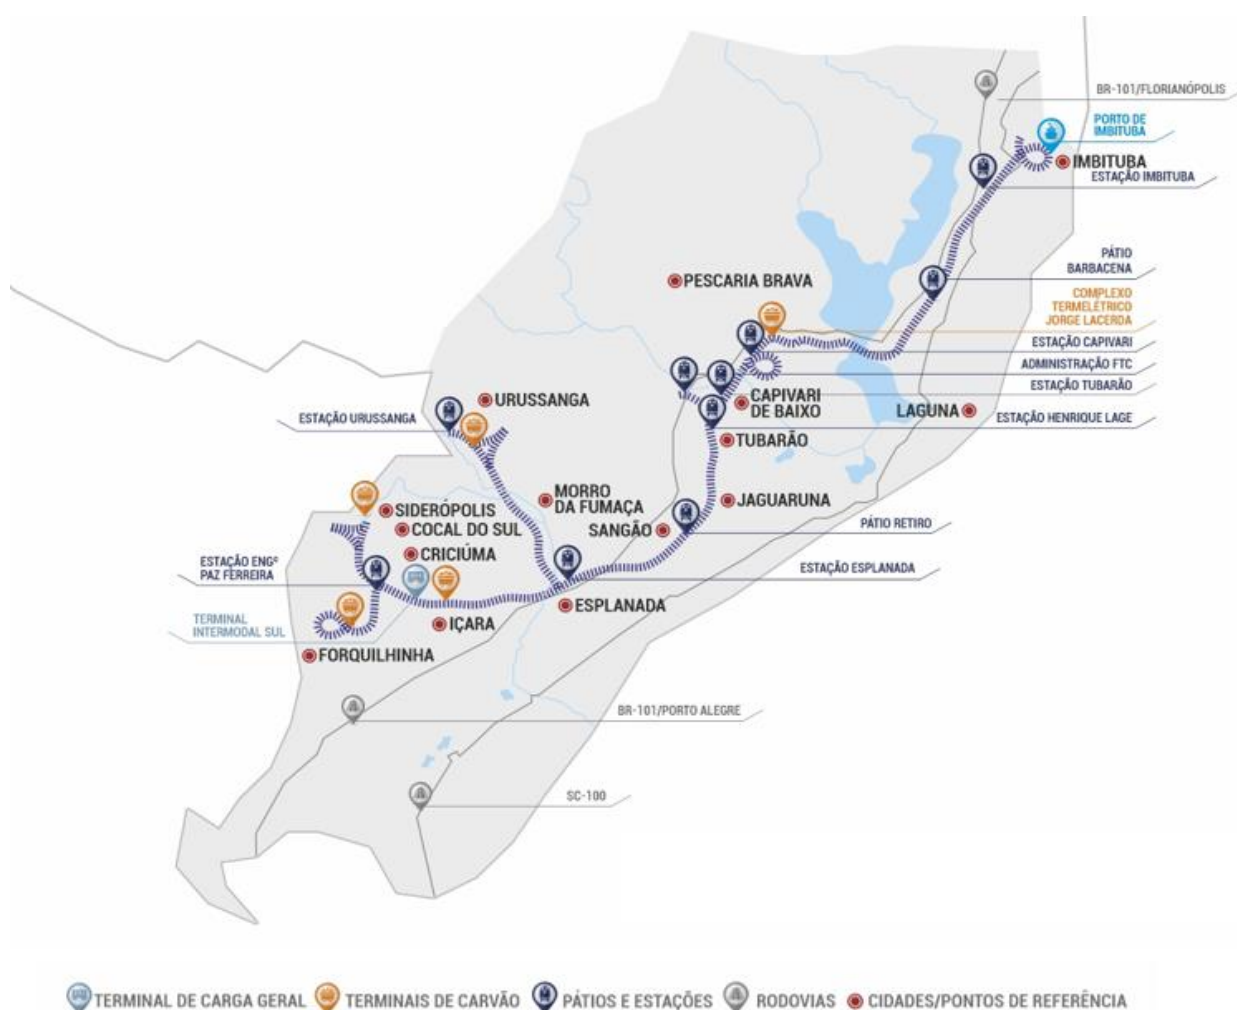 BR-101/FLORIANÓPOLIS
PORTO DE
IMBITUBA
IMBITUBA
ESTAÇÃO IMBITUBA
PÁTIO
BARBACENA
PESCARIA BRAVA
COMPLEXO
TERMELÉTRICO
JORGE LACERDA
ESTAÇÃO CAPIVARI
ADMINISTRAÇÃO FTC
ESTAÇÃO TUBARÃO
CAPIVARI
DE BAIXO
LAGUNA
ESTAÇÃO HENRIQUE LAGE
URUSSANGA
ESTAÇÃO URUSSANGA
TUBARÃO
MORRO
DA FUMAÇA
JAGUARUNA
SIDERÓPOLIS
COCAL DO SUL
SANGÃO
PÁTIO RETIRO
CRICIÚMA
ESTAÇÃO ENGº
PAZ FERREIRA
ESTAÇÃO ESPLANADA
ESPLANADA
TERMINAL
INTERMODAL SUL
IÇARA
FORQUILHINHA
BR-101/PORTO ALEGRE
SC-100
TERMINAL DE CARGA GERAL TERMINAIS DE CARVÃO PÁTIOS E ESTAÇÕES RODOVIAS CIDADES/PONTOS DE REFERÊNCIA